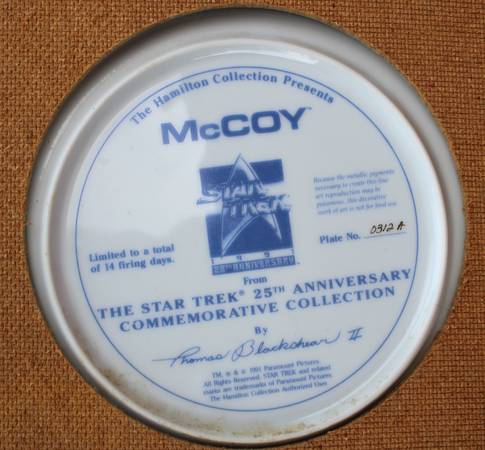 The Hamilton Collection Presents
McCOY™
STAR
TREK
1991
25TH ANNIVERSARY
Because the metallic pigments
necessary to create this fine
art reproduction may be
poisonous, this decorative
work of art is not for food use.
Limited to a total
of 14 firing days.
Plate No. 0312 A
From
THE STAR TREK® 25TH ANNIVERSARY
COMMEMORATIVE COLLECTION
By
Thomas Blackshear II
TM, ® & © 1991 Paramount Pictures.
All Rights Reserved. STAR TREK and related
marks are trademarks of Paramount Pictures.
The Hamilton Collection Authorized User.